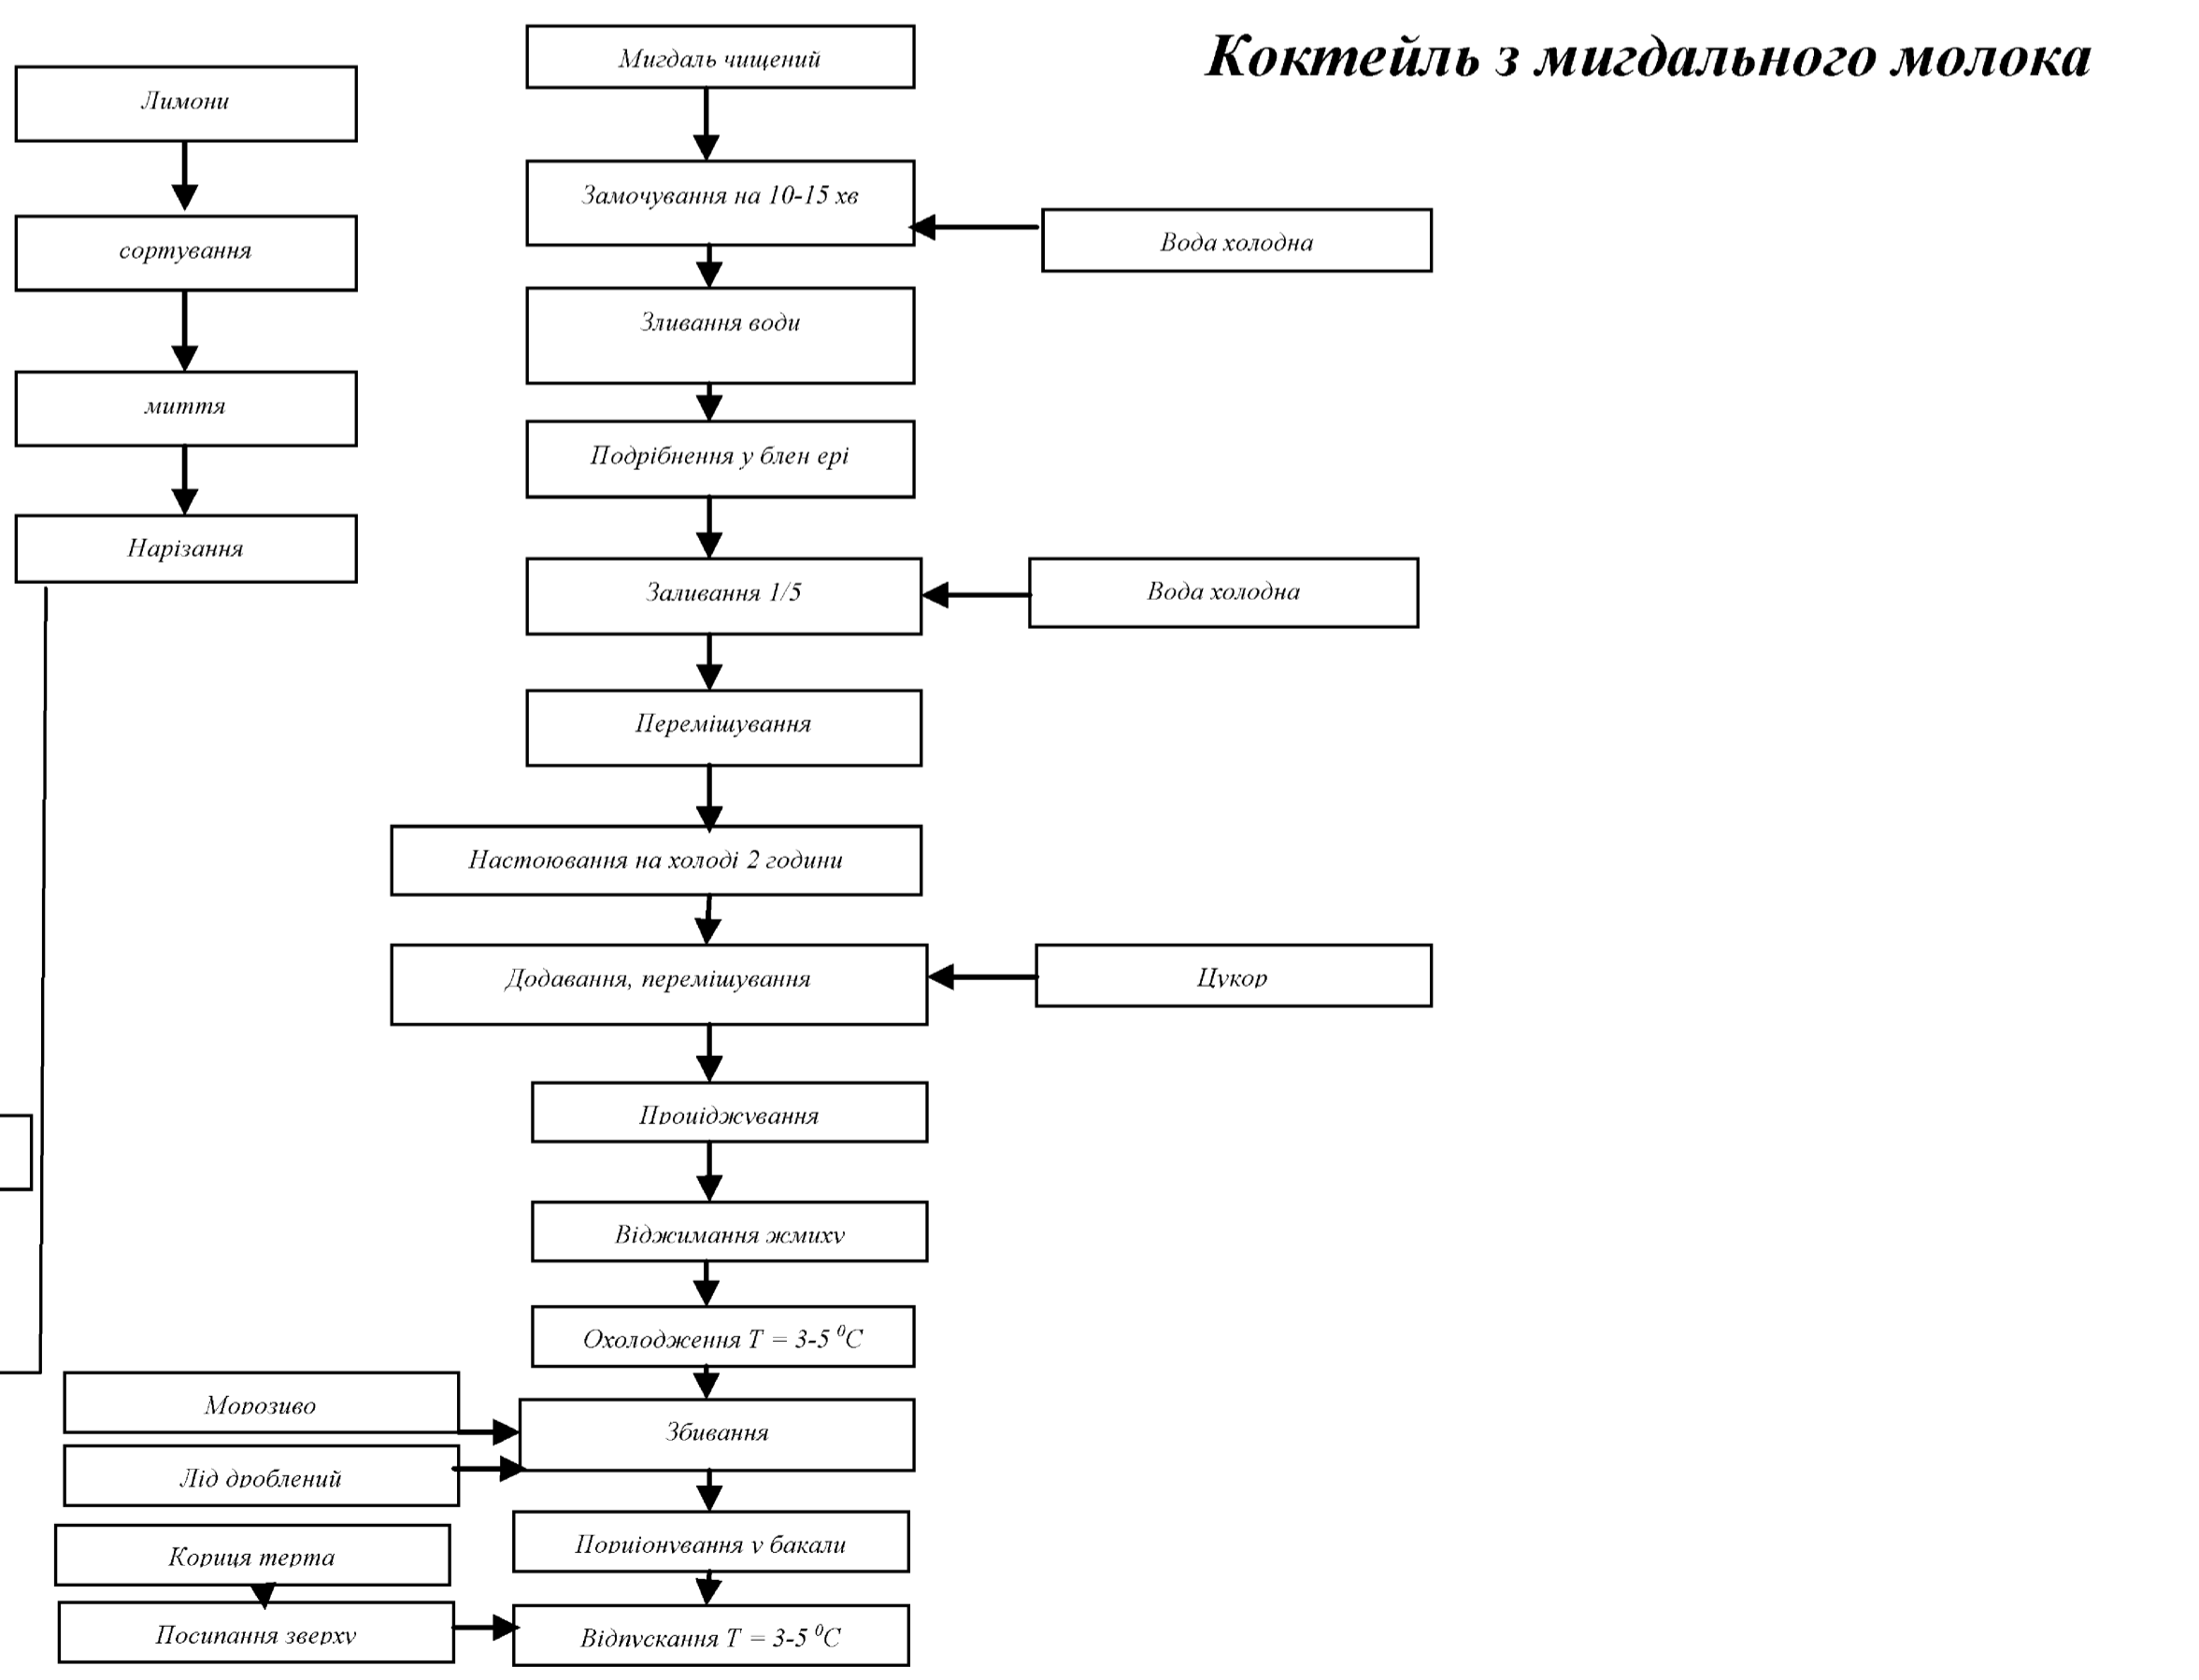 Коктейль з мигдального молока
Лимони
сортування
миття
Нарізання
Мигдаль чищений
Замочування на 10-15 хв
Вода холодна
Зливання води
Подрібнення у блен ері
Заливання 1/5
Вода холодна
Перемішування
Настоювання на холоді 2 години
Додавання, перемішування
Цукор
Проціджування
Віджимання жмиху
Охолодження Т = 3-5 ⁰С
Морозиво
Збивання
Лід дроблений
Порціонування у бакали
Кориця терта
Посипання зверху
Відпускання Т = 3-5 ⁰С